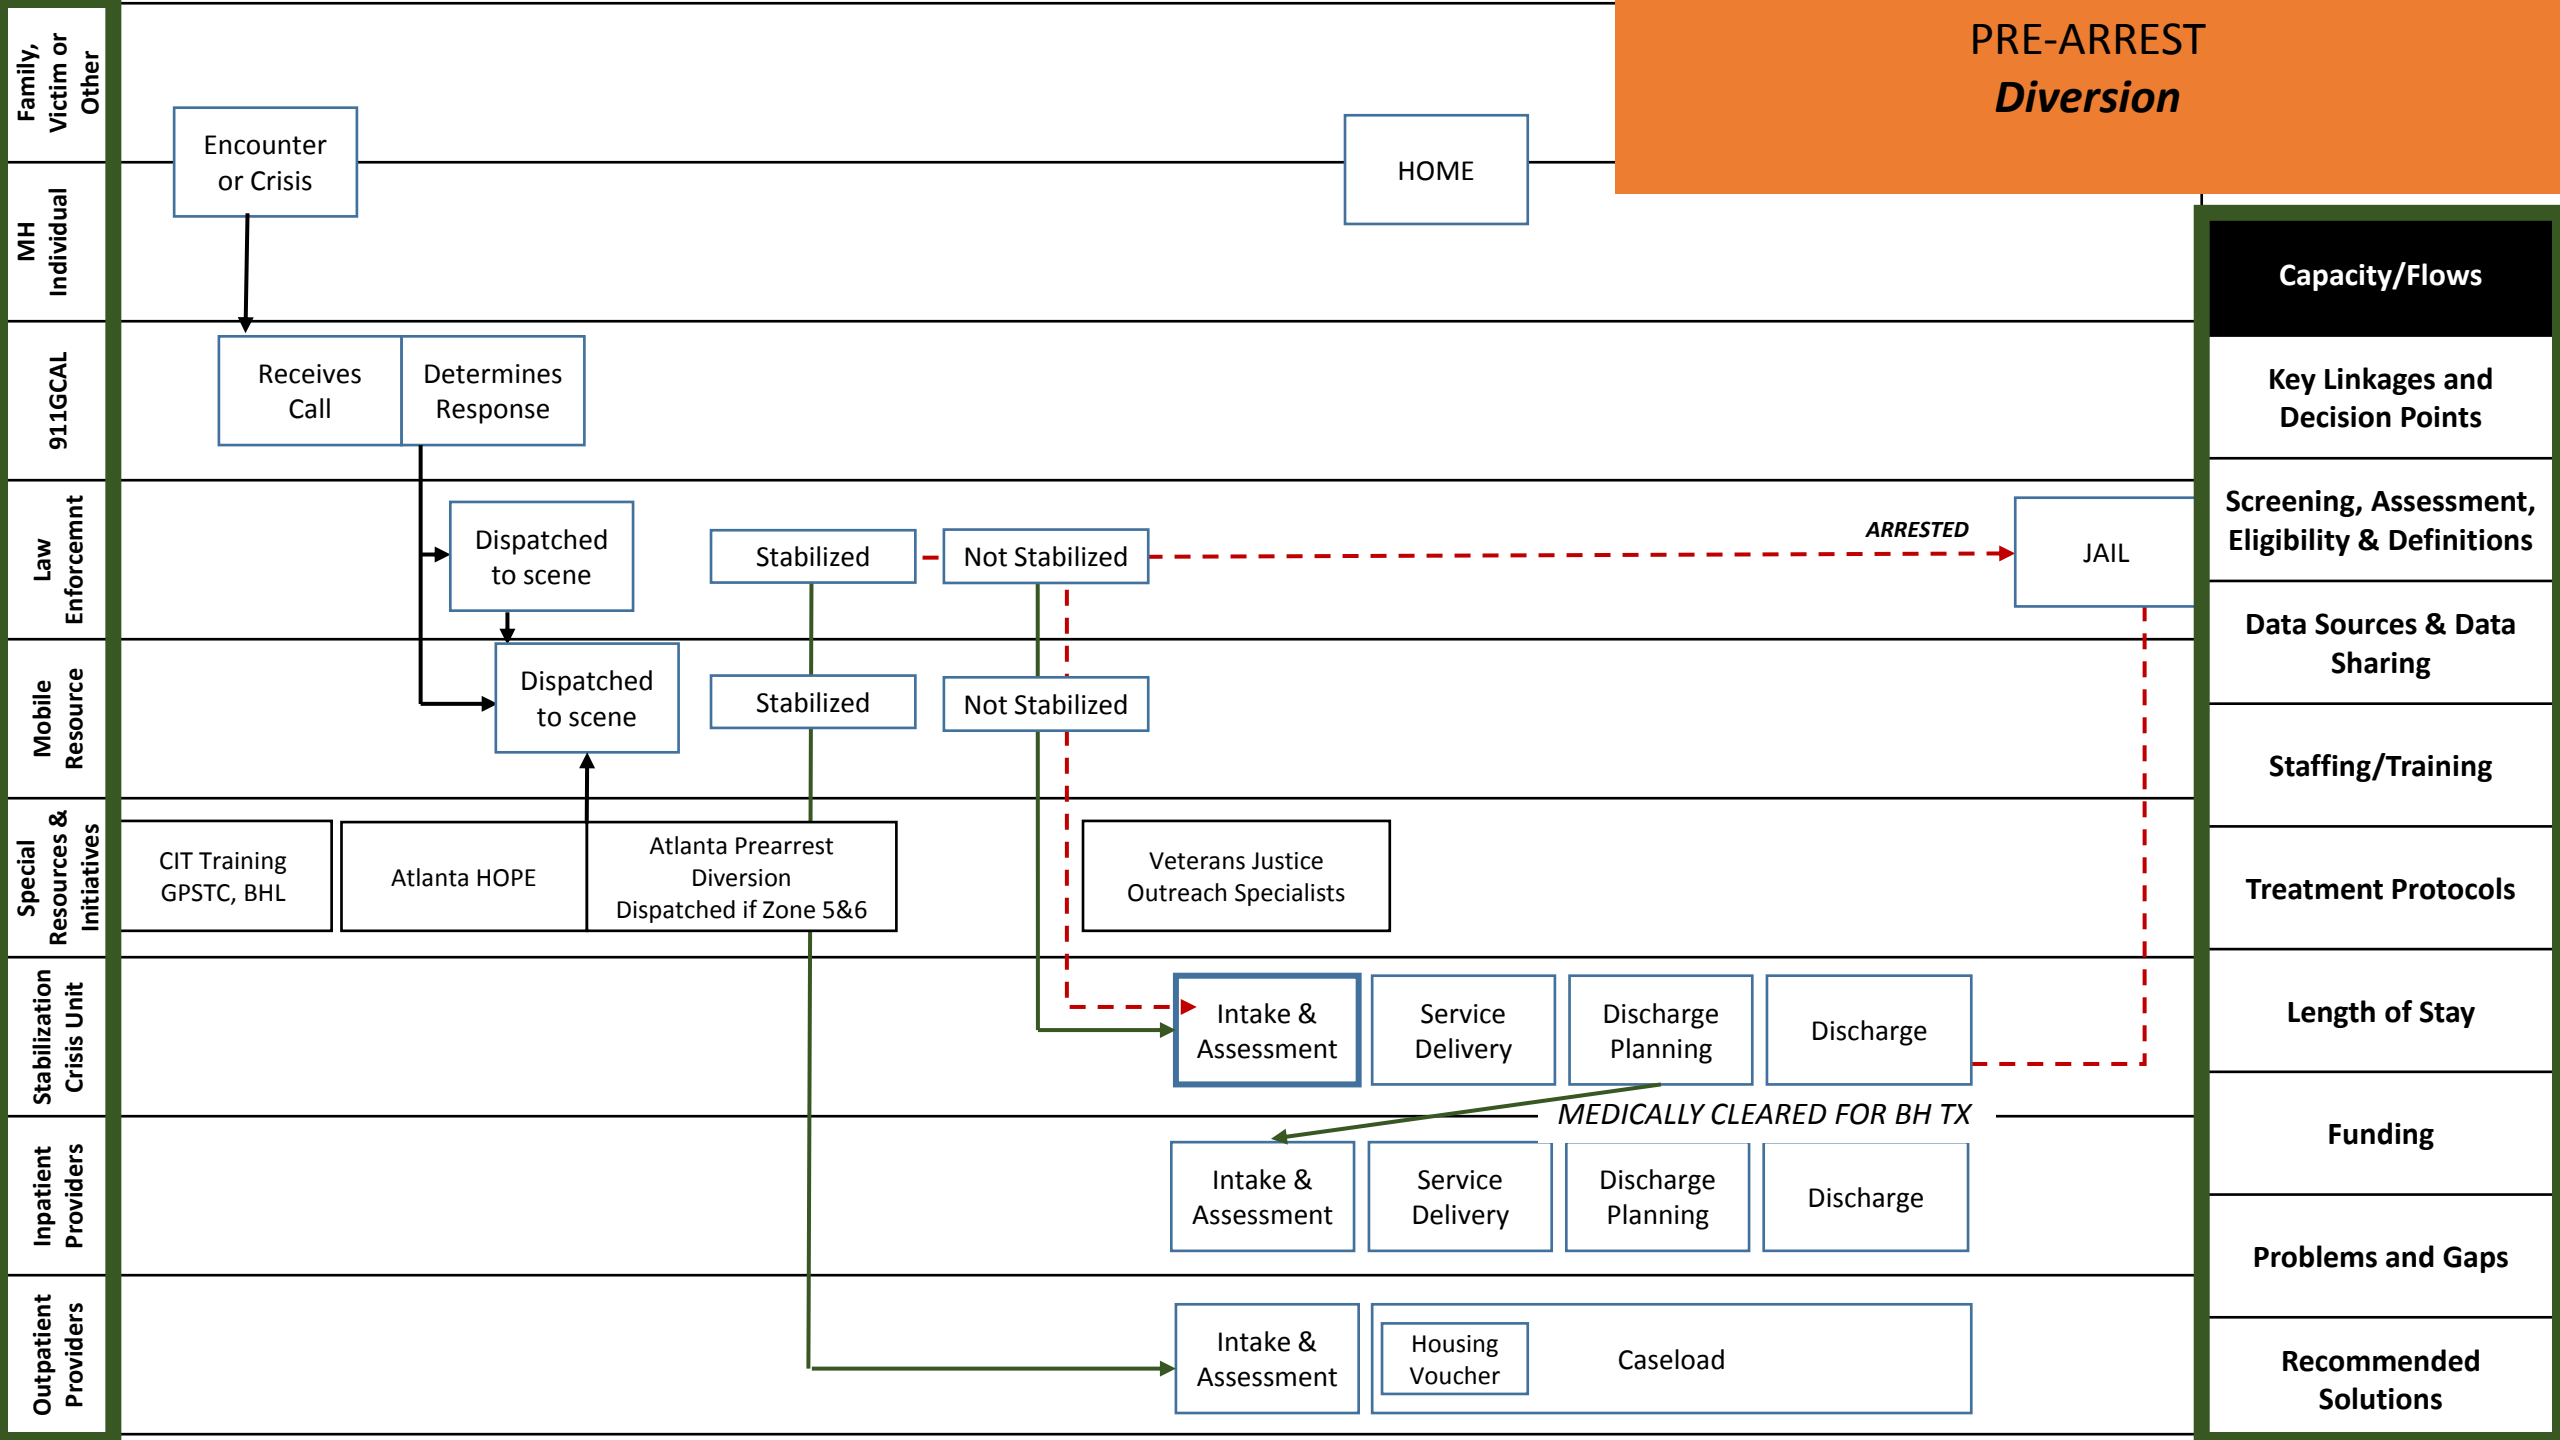 PRE-ARREST
Diversion
Family,
Victim or
Other
Encounter
or Crisis
HOME
MH
Individual
911GCAL
Receives
Call
Determines
Response
Law
Enforcemnt
Dispatched
to scene
Stabilized
Not Stabilized
ARRESTED
JAIL
Mobile
Resource
Dispatched
to scene
Stabilized
Not Stabilized
Special
Resources &
Initiatives
CIT Training
GPSTC, BHL
Atlanta HOPE
Atlanta Prearrest
Diversion
Dispatched if Zone 5&6
Veterans Justice
Outreach Specialists
Stabilization
Crisis Unit
Intake &
Assessment
Service
Delivery
Discharge
Planning
Discharge
MEDICALLY CLEARED FOR BH TX
Inpatient
Providers
Intake &
Assessment
Service
Delivery
Discharge
Planning
Discharge
Outpatient
Providers
Intake &
Assessment
Housing
Voucher
Caseload
Capacity/Flows
Key Linkages and
Decision Points
Screening, Assessment,
Eligibility & Definitions
Data Sources & Data
Sharing
Staffing/Training
Treatment Protocols
Length of Stay
Funding
Problems and Gaps
Recommended
Solutions